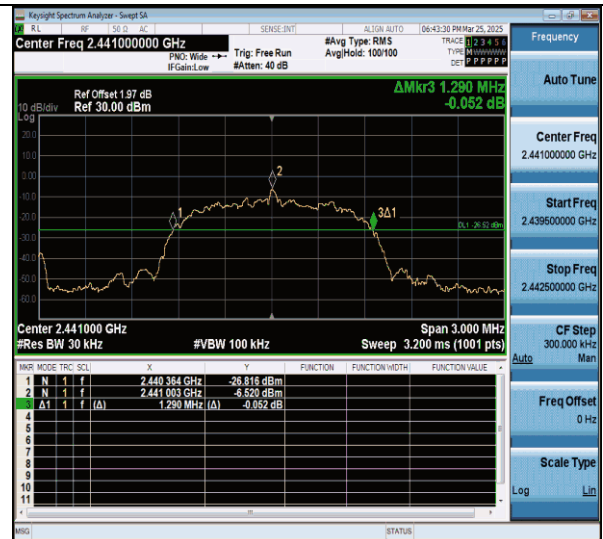 Keysight Spectrum Analyzer - Swept SA
RL RF 50 Ω AC SENSE:INT ALIGN AUTO 06:43:30 PM Mar 25, 2025
Center Freq 2.441000000 GHz
PNO: Wide
IFGain:Low
Trig: Free Run
#Atten: 40 dB
#Avg Type: RMS
Avg|Hold: 100/100
TRACE 1 2 3 4 5 6
TYPE M
DET P P P P P P
Ref Offset 1.97 dB
10 dB/div Ref 30.00 dBm
Log
ΔMkr3 1.290 MHz
-0.052 dB
20.0
10.0
0.00
-10.0
-20.0
-30.0
-40.0
-50.0
-60.0
1
2
3Δ1
DL1 -26.52 dBm
Center 2.441000 GHz Span 3.000 MHz
#Res BW 30 kHz #VBW 100 kHz Sweep 3.200 ms (1001 pts)
MKR MODE TRC SCL X Y FUNCTION FUNCTION WIDTH FUNCTION VALUE
1 N 1 f 2.440 364 GHz -26.816 dBm
2 N 1 f 2.441 003 GHz -6.520 dBm
3 Δ1 1 f (Δ) 1.290 MHz (Δ) -0.052 dB
4
5
6
7
8
9
10
11
MSG STATUS
Frequency
Auto Tune
Center Freq
2.441000000 GHz
Start Freq
2.439500000 GHz
Stop Freq
2.442500000 GHz
CF Step
300.000 kHz
Auto Man
Freq Offset
0 Hz
Scale Type
Log Lin